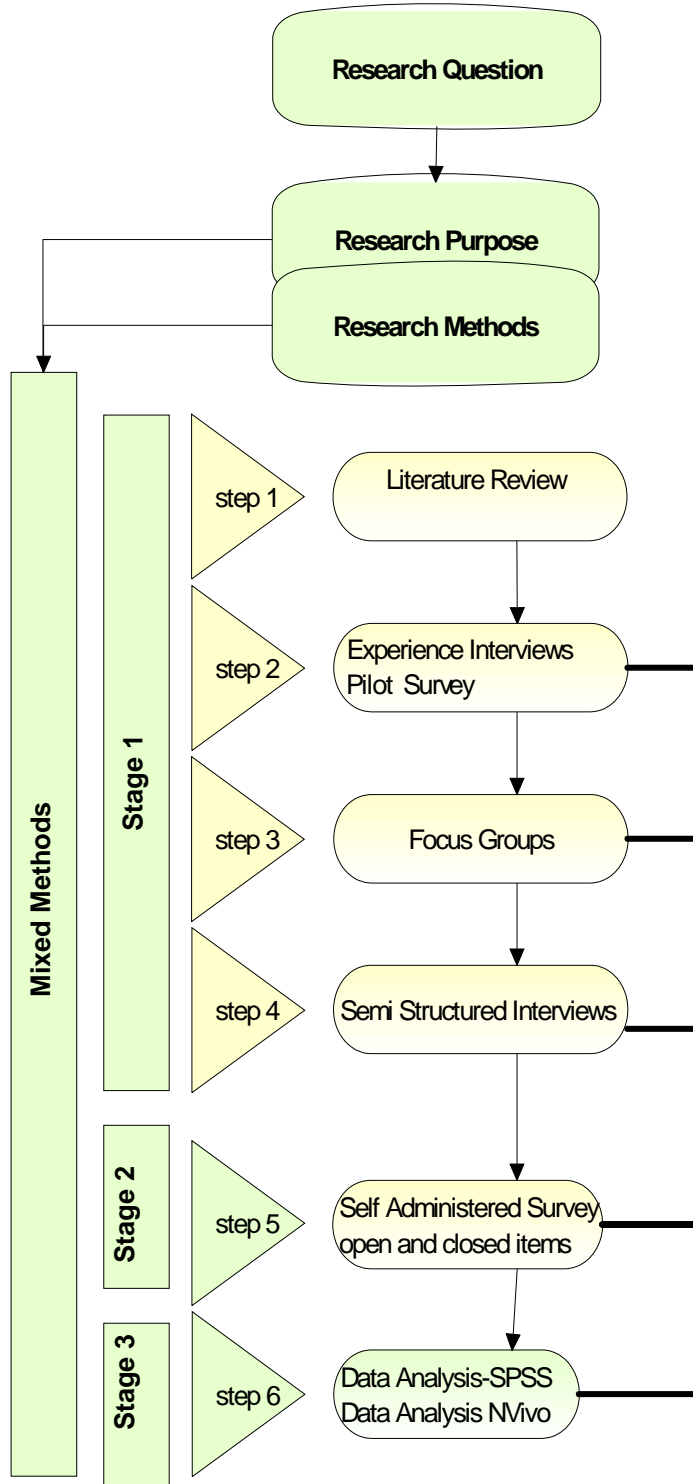 Research Question
Research Purpose
Research Methods
Mixed Methods
Stage 1
step 1
Literature Review
step 2
Experience Interviews
Pilot Survey
step 3
Focus Groups
step 4
Semi Structured Interviews
Stage 2
step 5
Self Administered Survey
open and closed items
Stage 3
step 6
Data Analysis-SPSS
Data Analysis NVivo